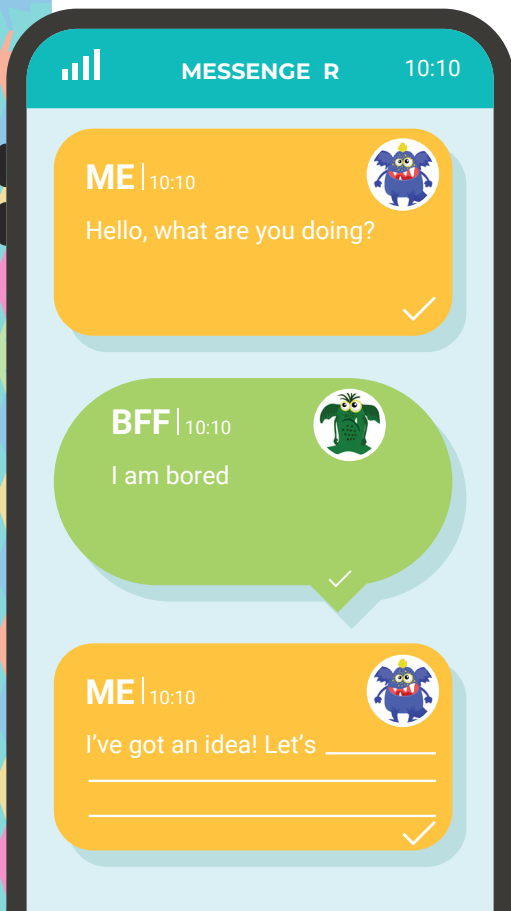 MESSENGE R 10:10
ME 10:10
Hello, what are you doing?
BFF 10:10
I am bored
ME 10:10
I’ve got an idea! Let’s